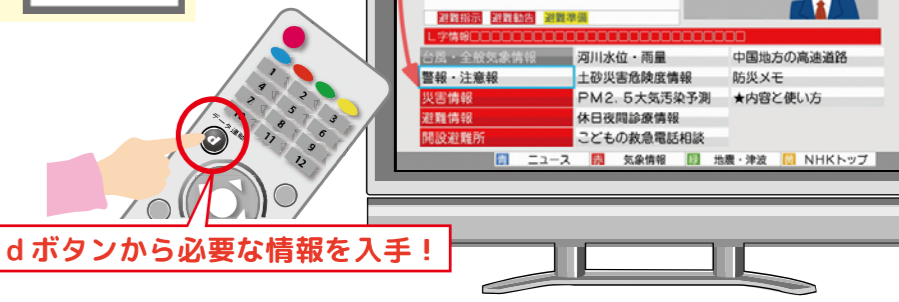 避難指示 避難勧告 避難準備
L字情報□□□□□□□□□□□□□□□□□□□□□□□□□
台風・全般気象情報 河川水位・雨量 中国地方の高速道路
警報・注意報 土砂災害危険度情報 防災メモ
災害情報 PM2.5大気汚染予測 ★内容と使い方
避難情報 休日夜間診療情報
開設避難所 こどもの救急電話相談
青 ニュース 赤 気象情報 緑 地震・津波 黄 NHKトップ
1 2 3
4 5 6
7 8 9
10 11 12
データ連動
d
dボタンから必要な情報を入手!